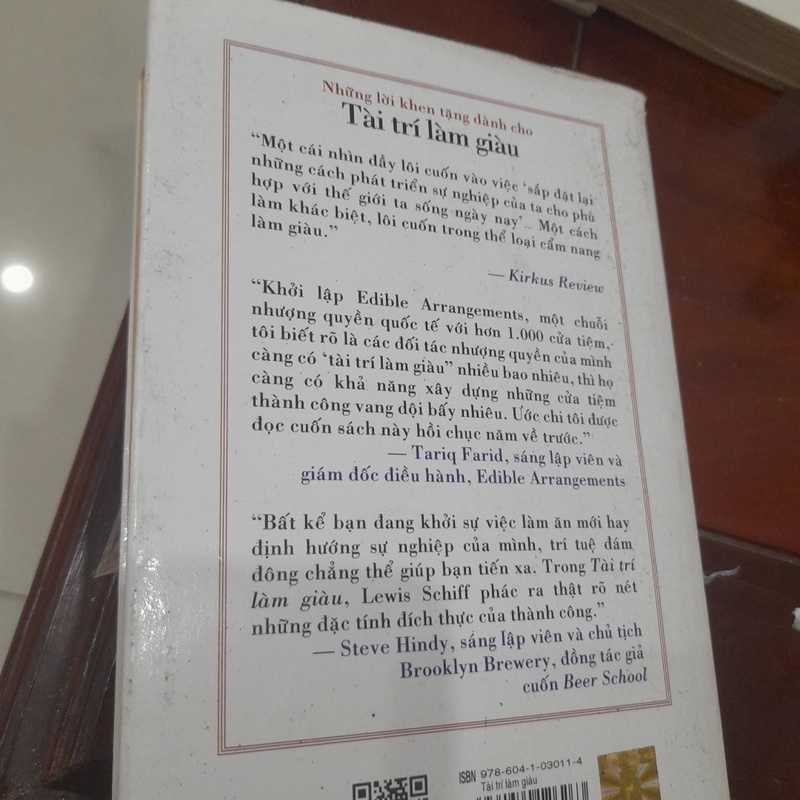 Những lời khen tặng dành cho
Tài trí làm giàu
“Một cái nhìn đầy lôi cuốn vào việc ‘sắp đặt lại
những cách phát triển sự nghiệp của ta cho phù
hợp với thế giới ta sống ngày nay’... Một cách
làm khác biệt, lôi cuốn trong thể loại cẩm nang
làm giàu.”
— Kirkus Review
“Khởi lập Edible Arrangements, một chuỗi
nhượng quyền quốc tế với hơn 1.000 cửa tiệm,
tôi biết rõ là các đối tác nhượng quyền của mình
càng có ‘tài trí làm giàu” nhiều bao nhiêu, thì họ
càng có khả năng xây dựng những cửa tiệm
thành công vang dội bấy nhiêu. Ước chi tôi được
đọc cuốn sách này hồi chục năm về trước.”
— Tariq Farid, sáng lập viên và
giám đốc điều hành, Edible Arrangements
“Bất kể bạn đang khởi sự việc làm ăn mới hay
định hướng sự nghiệp của mình, trí tuệ đám
đông chẳng thể giúp bạn tiến xa. Trong Tài trí
làm giàu, Lewis Schiff phác ra thật rõ nét
những đặc tính đích thực của thành công.”
— Steve Hindy, sáng lập viên và chủ tịch
Brooklyn Brewery, đồng tác giả
cuốn Beer School
ISBN 978-604-1-03011-4
Tài trí làm giàu